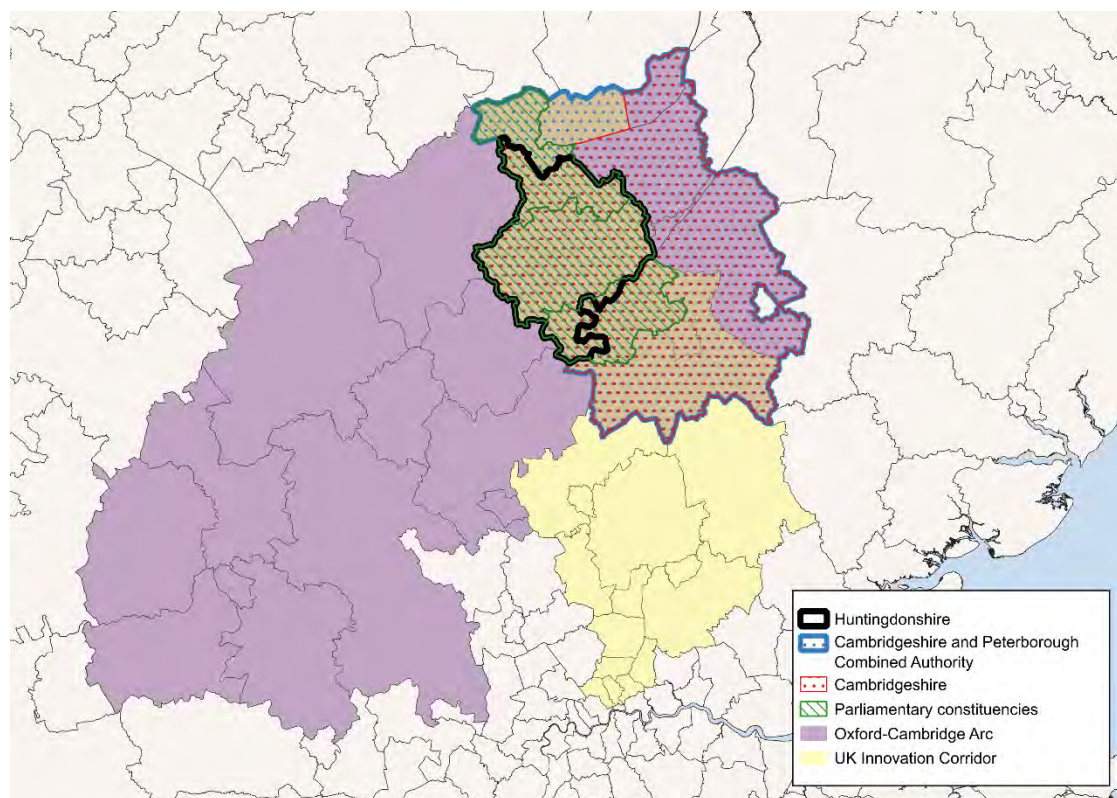 Huntingdonshire
Cambridgeshire and Peterborough
Combined Authority
Cambridgeshire
Parliamentary constituencies
Oxford-Cambridge Arc
UK Innovation Corridor